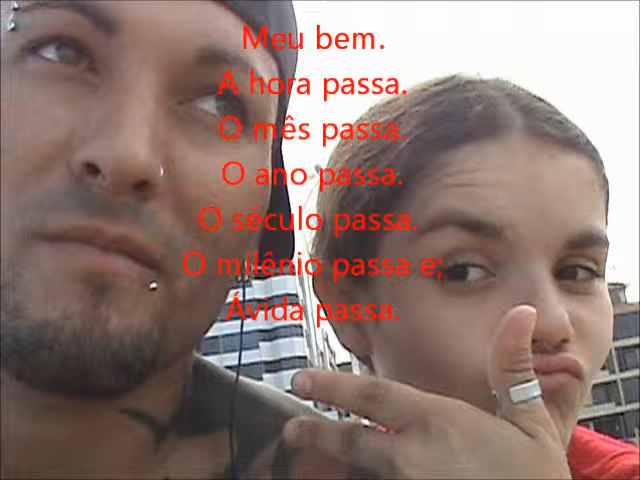 Meu bem.
A hora passa.
O mês passa.
O ano passa.
O século passa.
O milênio passa e;
Ávida passa.